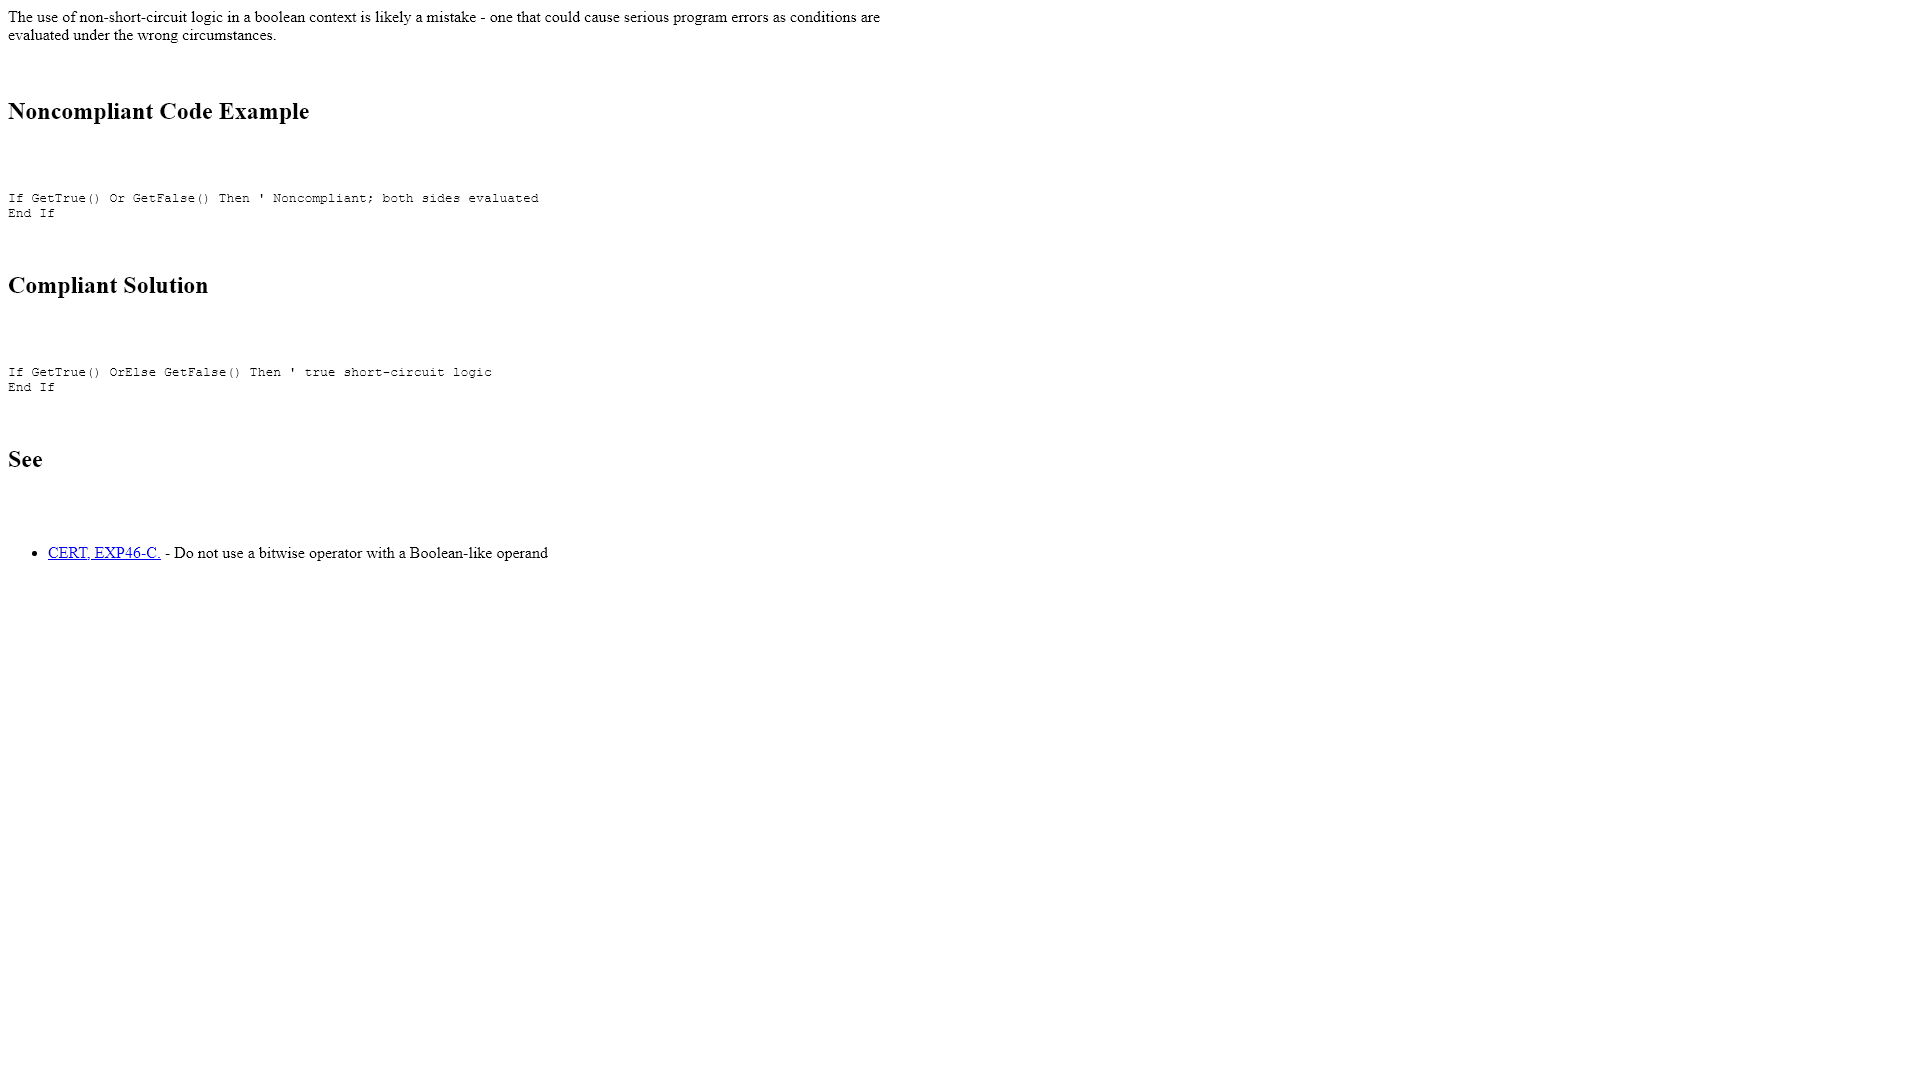 The use of non-short-circuit logic in a boolean context is likely a mistake - one that could cause serious program errors as conditions are
evaluated under the wrong circumstances.
Noncompliant Code Example
If GetTrue() Or GetFalse() Then ' Noncompliant; both sides evaluated
End If
Compliant Solution
If GetTrue() OrElse GetFalse() Then ' true short-circuit logic
End If
See
• CERT, EXP46-C. - Do not use a bitwise operator with a Boolean-like operand